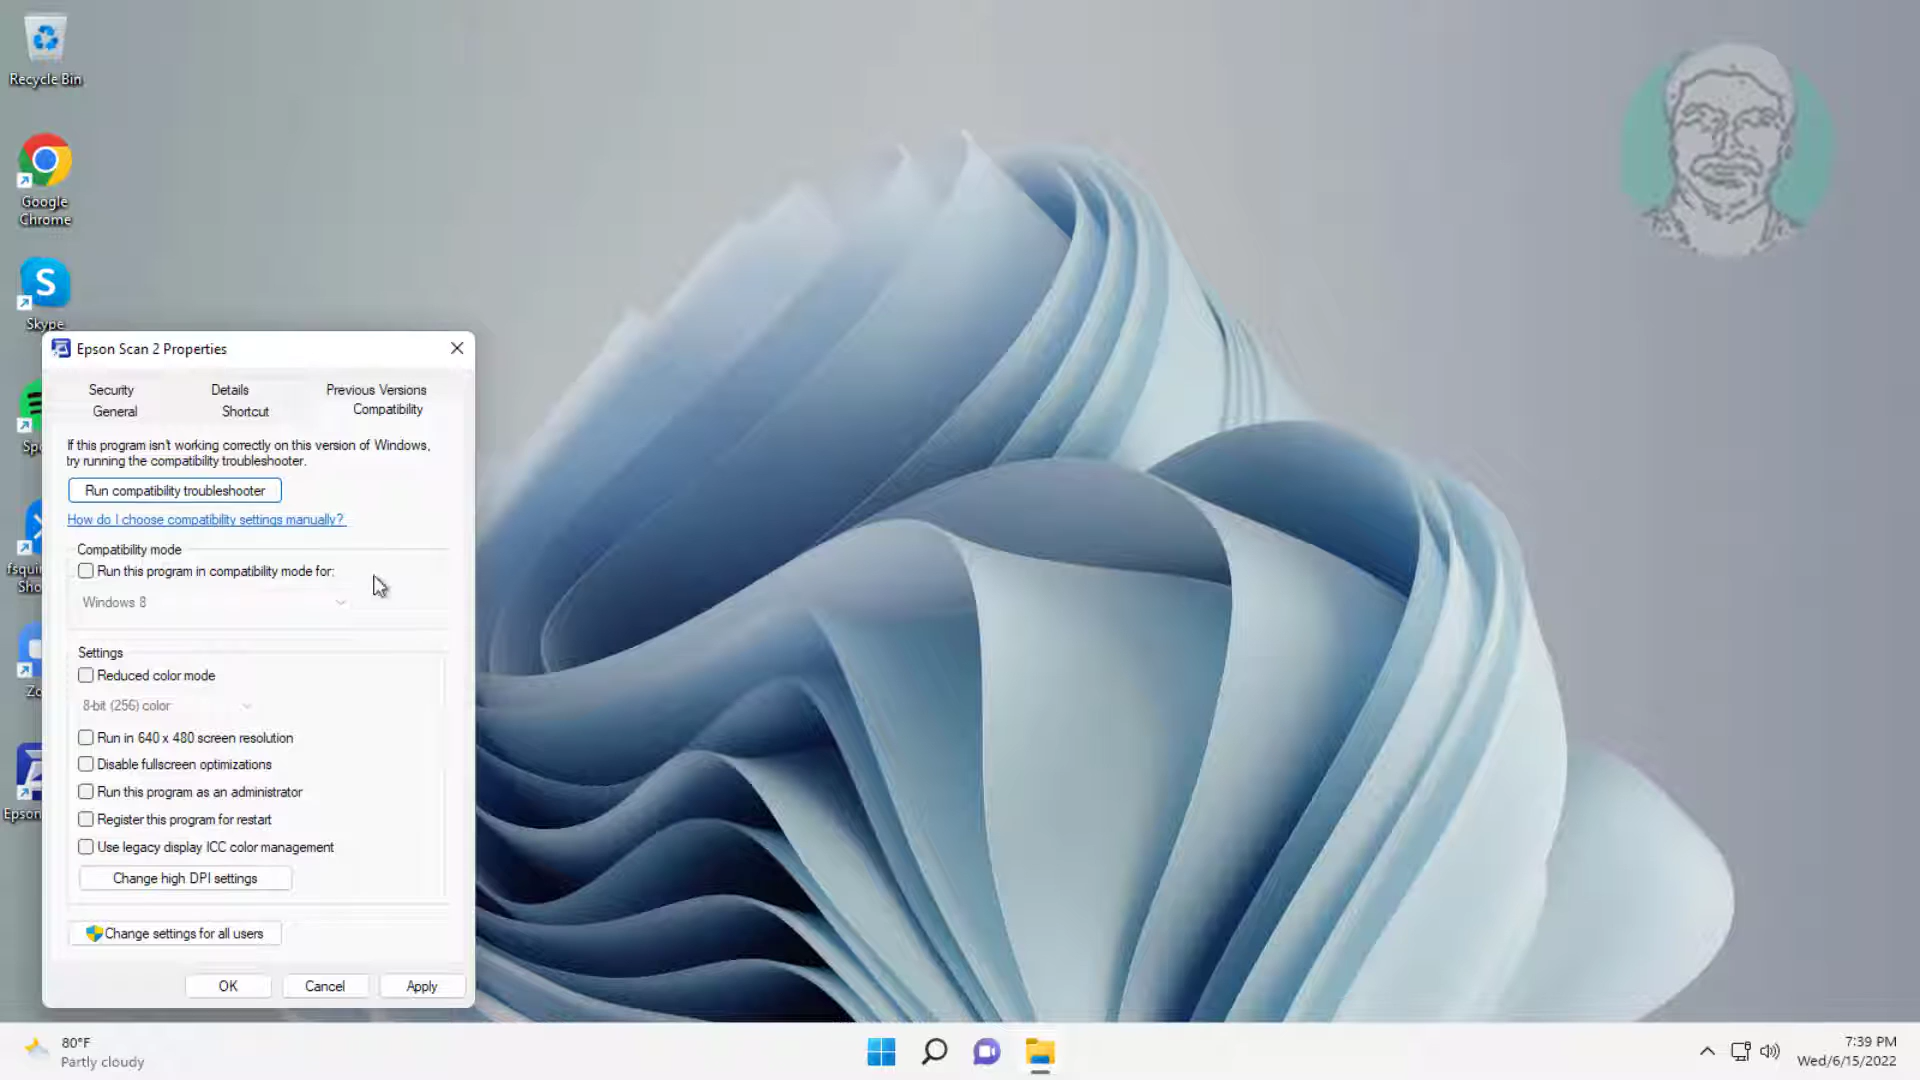 Recycle Bin
Google
Chrome
Skype
Epson Scan 2 Properties
Security
Details
Previous Versions
General
Shortcut
Compatibility
If this program isn't working correctly on this version of Windows,
try running the compatibility troubleshooter.
Run compatibility troubleshooter
How do I choose compatibility settings manually?
Compatibility mode
Run this program in compatibility mode for:
Windows 8
Settings
Reduced color mode
8-bit (256) color
Run in 640 x 480 screen resolution
Disable fullscreen optimizations
Run this program as an administrator
Register this program for restart
Use legacy display ICC color management
Change high DPI settings
Change settings for all users
OK
Cancel
Apply
Epson
80°F
Partly cloudy
7:39 PM
Wed/6/15/2022